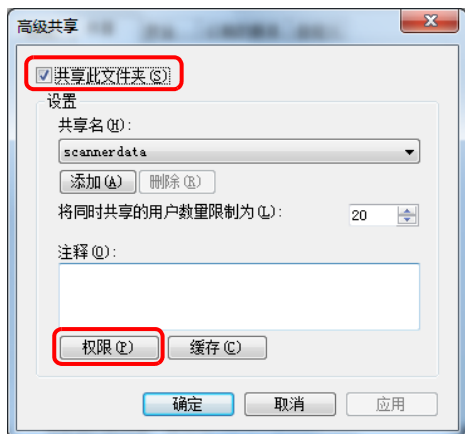 高级共享
共享此文件夹(S)
设置
共享名(H):
scannerdata
添加(A) 删除(R)
将同时共享的用户数量限制为(L): 20
注释(O):
权限(P) 缓存(C)
确定 取消 应用